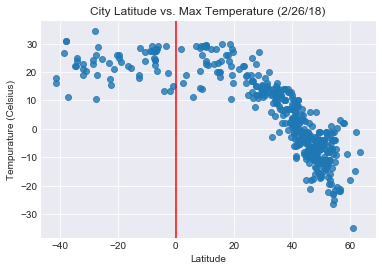 City Latitude vs. Max Temperature (2/26/18)
Tempurature (Celsius)
30
20
10
0
−10
−20
−30
−40 −20 0 20 40 60
Latitude